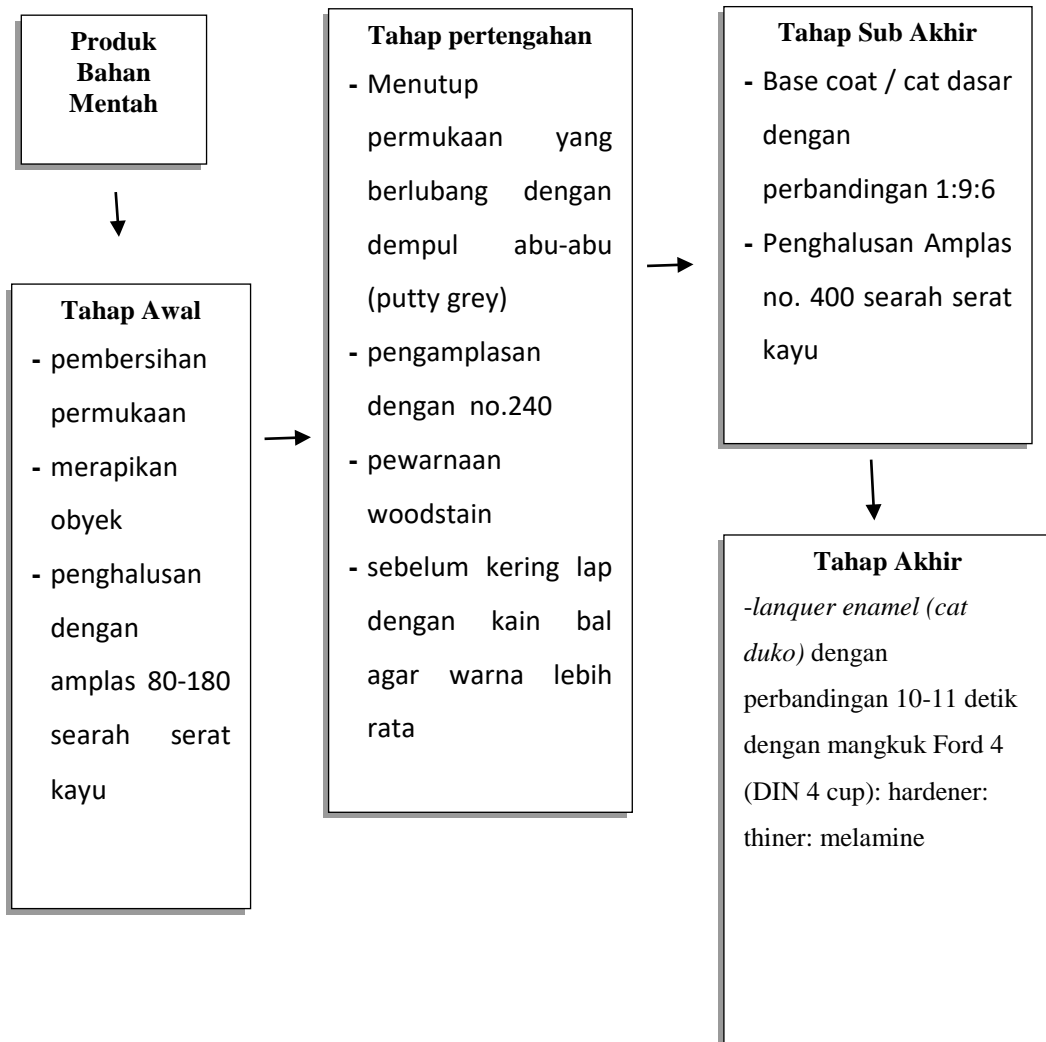 Produk
Bahan
Mentah
Tahap Awal
- pembersihan
permukaan
- merapikan
obyek
- penghalusan
dengan
amplas 80-180
searah serat
kayu
Tahap pertengahan
- Menutup
permukaan yang
berlubang dengan
dempul abu-abu
(putty grey)
- pengamplasan
dengan no.240
- pewarnaan
woodstain
- sebelum kering lap
dengan kain bal
agar warna lebih
rata
Tahap Sub Akhir
- Base coat / cat dasar
dengan
perbandingan 1:9:6
- Penghalusan Amplas
no. 400 searah serat
kayu
Tahap Akhir
-lanquer enamel (cat
duko) dengan
perbandingan 10-11 detik
dengan mangkuk Ford 4
(DIN 4 cup): hardener:
thiner: melamine